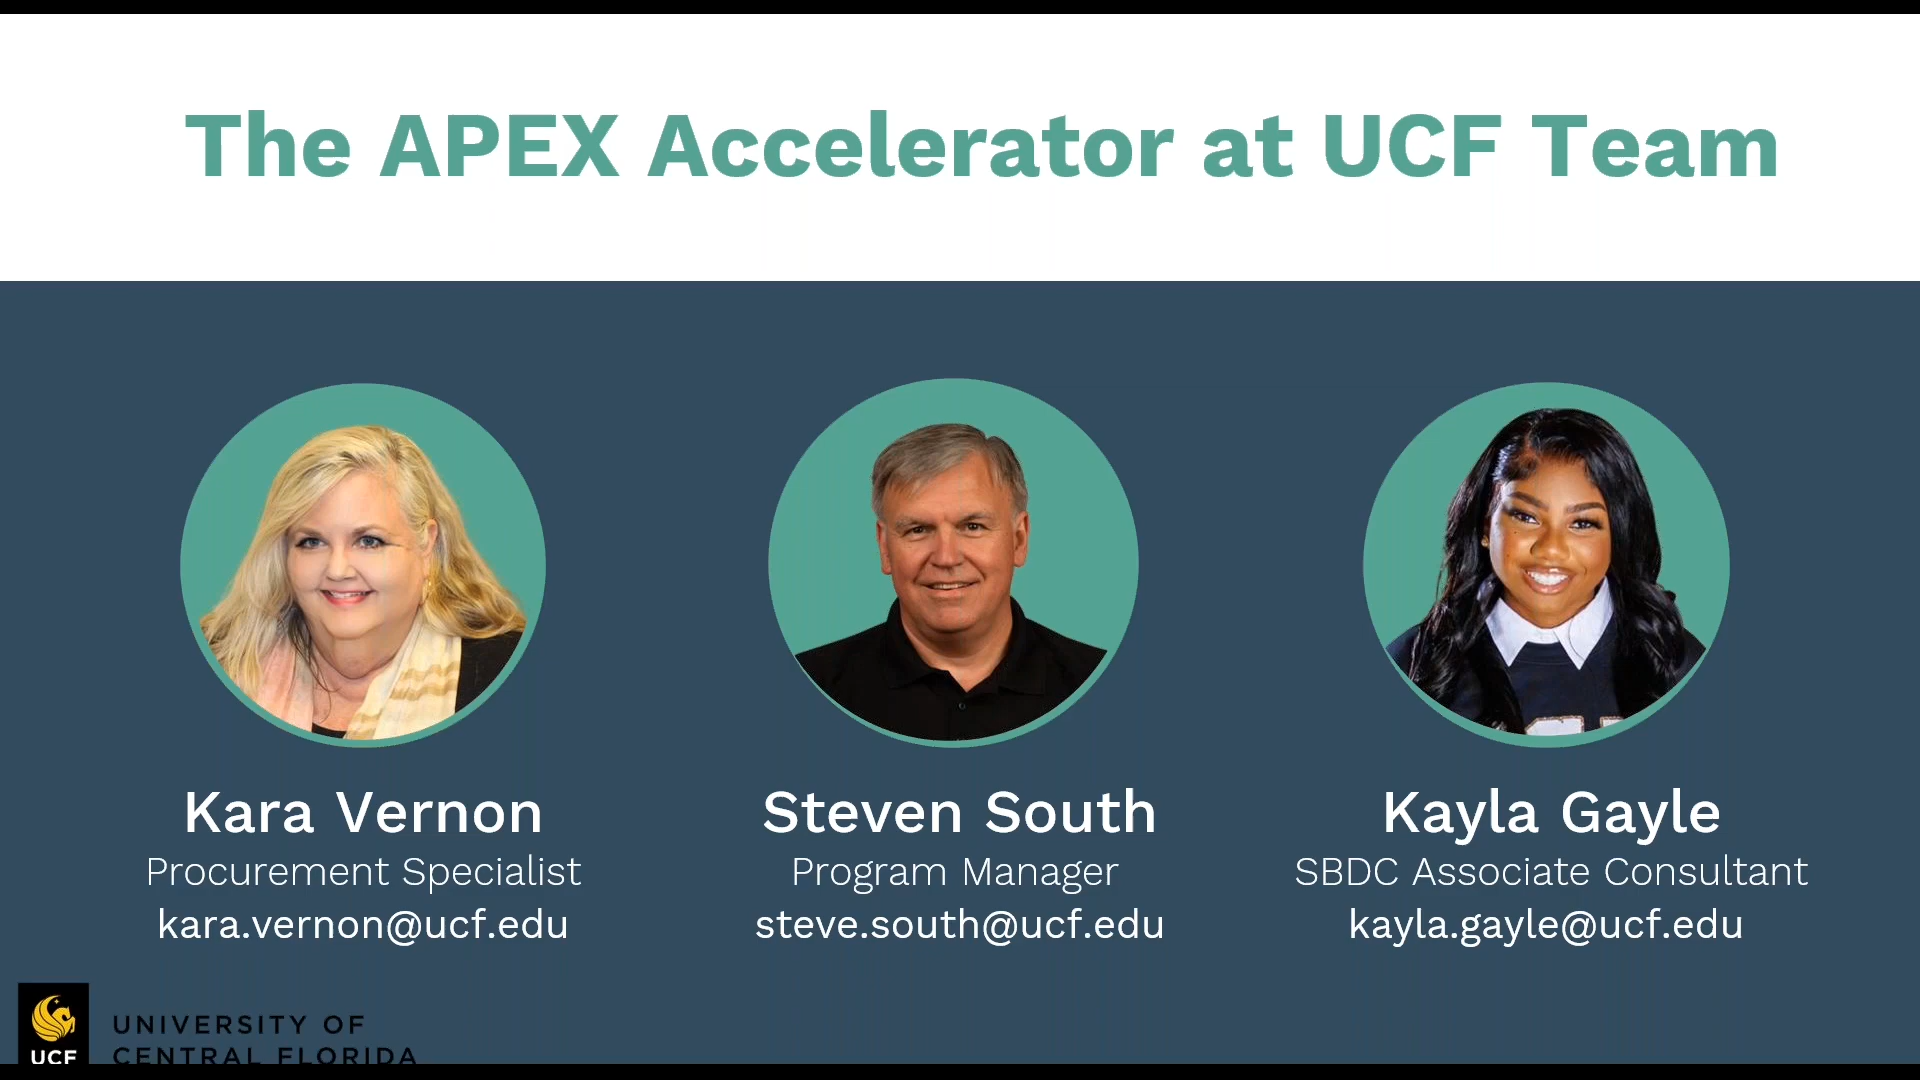 The APEX Accelerator at UCF Team
Kara Vernon
Procurement Specialist
kara.vernon@ucf.edu
Steven South
Program Manager
steve.south@ucf.edu
Kayla Gayle
SBDC Associate Consultant
kayla.gayle@ucf.edu
UCF
UNIVERSITY OF
CENTRAL FLORIDA